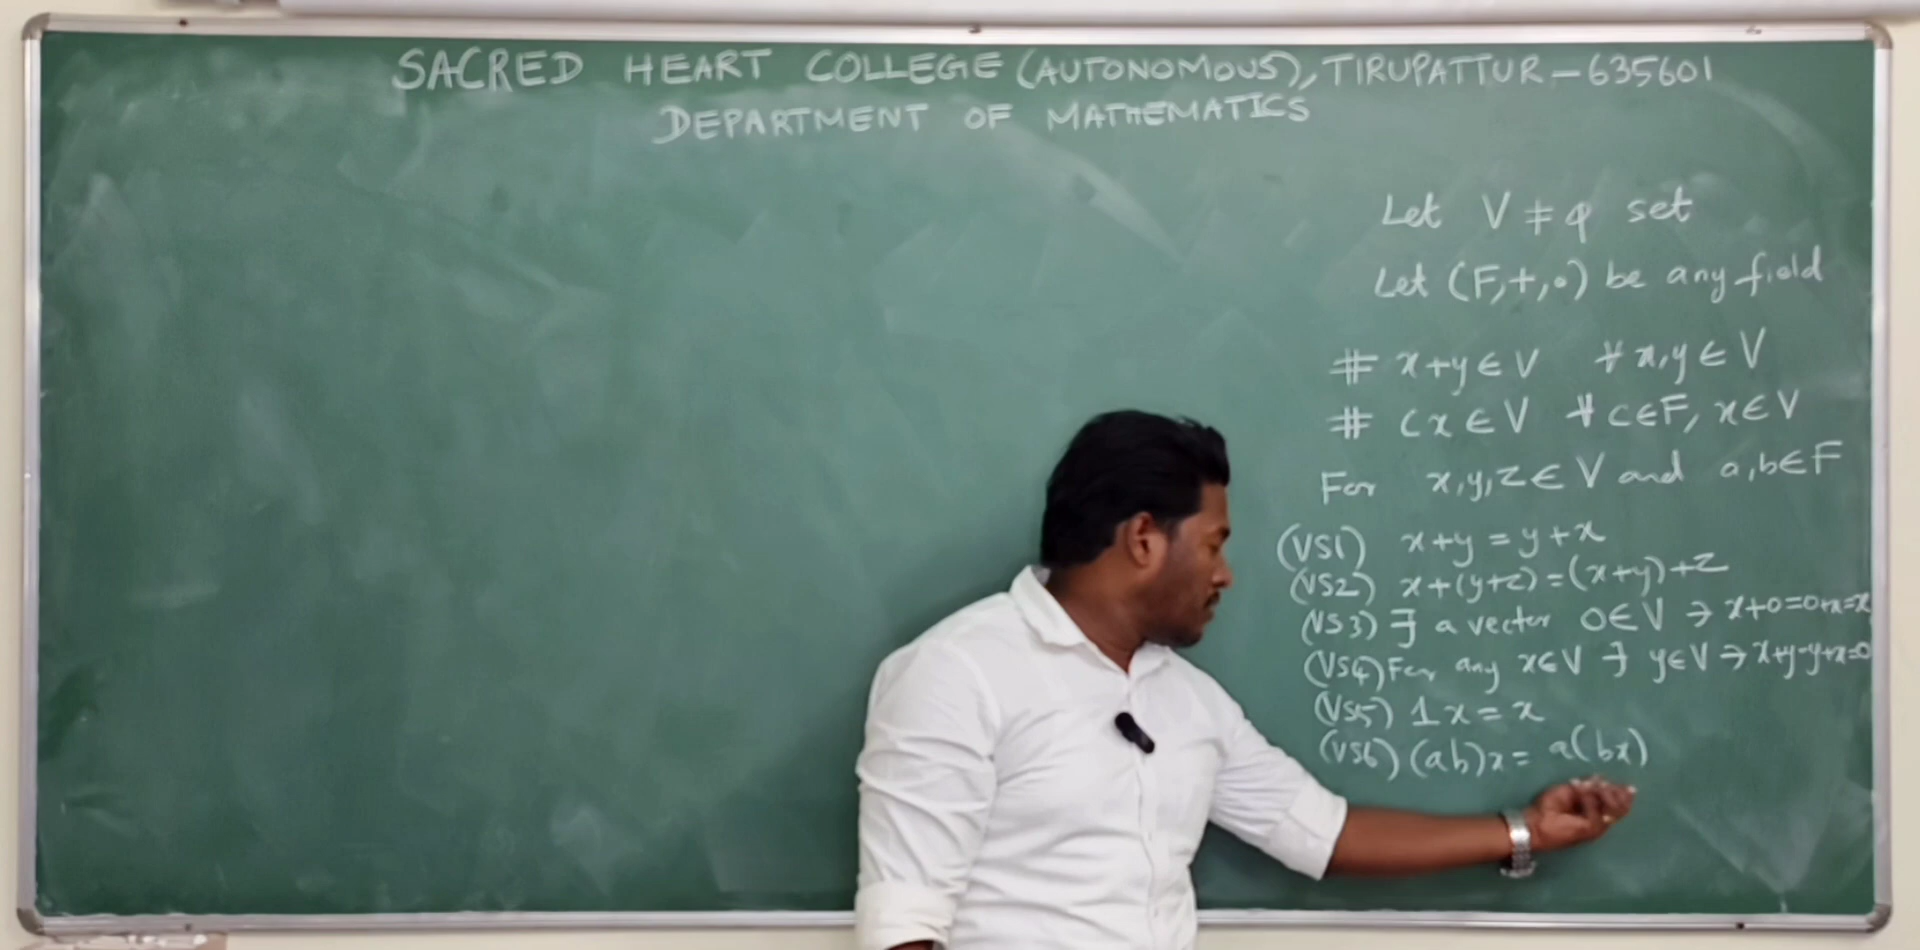 SACRED HEART COLLEGE (AUTONOMOUS), TIRUPATTUR - 635601
DEPARTMENT OF MATHEMATICS
Let V ≠ φ set
Let (F,+,∘) be any field
# x+y ∈ V ∀ x,y ∈ V
# cx ∈ V ∀ c∈F, x∈V
For x,y,z ∈ V and a,b∈F
(VS1) x+y = y+x
(VS2) x+(y+z) = (x+y)+z
(VS3) ∃ a vector 0∈V → x+0=0+x=x
(VS4) For any x∈V ∃ y∈V → x+y=y+x=0
(VS5) 1x = x
(VS6) (ab)x = a(bx)